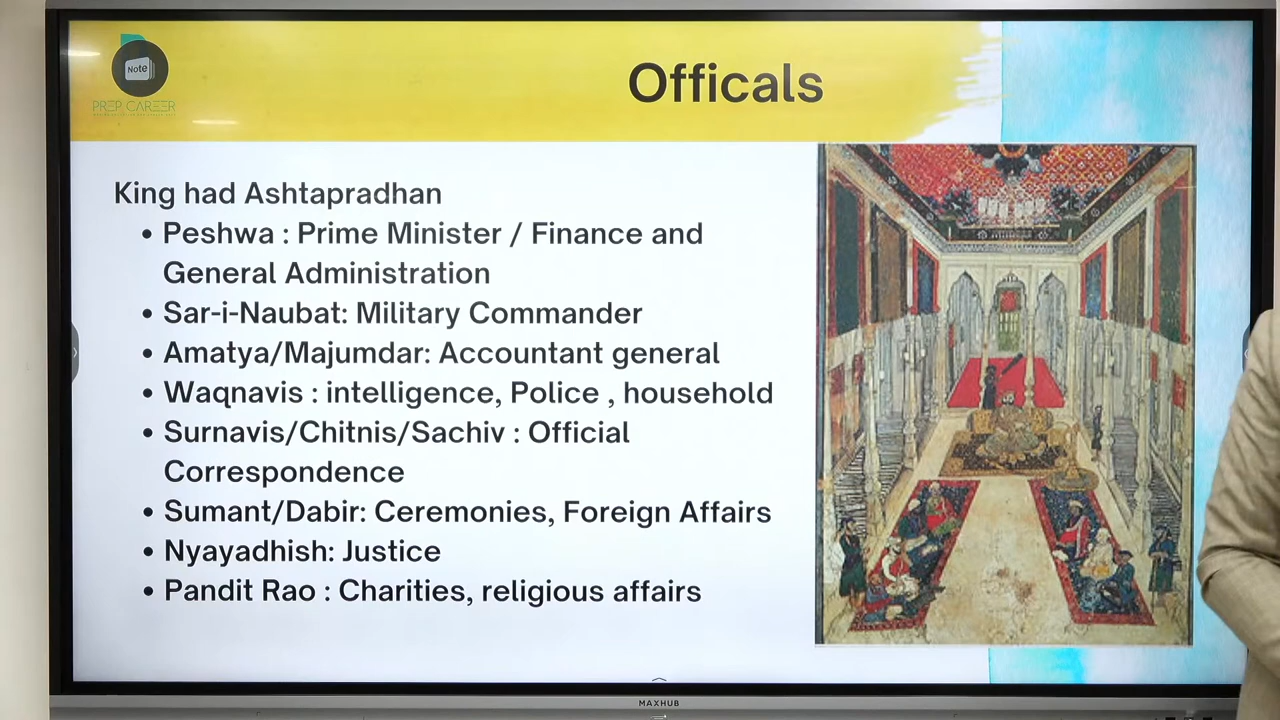 Note
PREP CAREER
Officals
King had Ashtapradhan
• Peshwa : Prime Minister / Finance and
General Administration
• Sar-i-Naubat: Military Commander
• Amatya/Majumdar: Accountant general
• Waqnavis : intelligence, Police , household
• Surnavis/Chitnis/Sachiv : Official
Correspondence
• Sumant/Dabir: Ceremonies, Foreign Affairs
• Nyayadhish: Justice
• Pandit Rao : Charities, religious affairs
MAXHUB